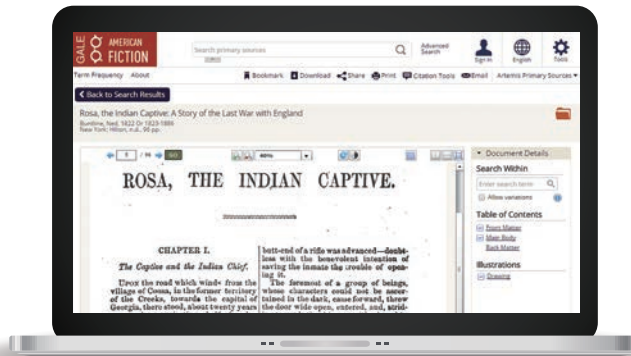 GALE
AMERICAN
FICTION
Search primary sources
Advanced
Search
Sign in
English
Tools
Term Frequency About
Bookmark Download Share Print Citation Tools Email Artemis Primary Sources
Back to Search Results
Rosa, the Indian Captive: A Story of the Last War with England
Buntline, Ned, 1822 Or 1823-1886
New York: Hilton, n.d., 96 pp.
/ 96 GO
Document Details
Search Within
Enter search term
Allow variations
Table of Contents
Front Matter
Main Body
Back Matter
Illustrations
Drawing
ROSA, THE INDIAN CAPTIVE.
CHAPTER I.
The Captive and the Indian Chief.
Upon the road which winds from the
village of Coosa, in the former territory
of the Creeks, towards the capital of
Georgia, there stood, about twenty years
butt-end of a rifle was advanced—doubt-
less with the benevolent intention of
saving the inmate the trouble of open-
ing it.
The foremost of a group of beings,
whose characters could not be ascer-
tained in the dark, came forward, threw
the door wide open, entered, and, strid-